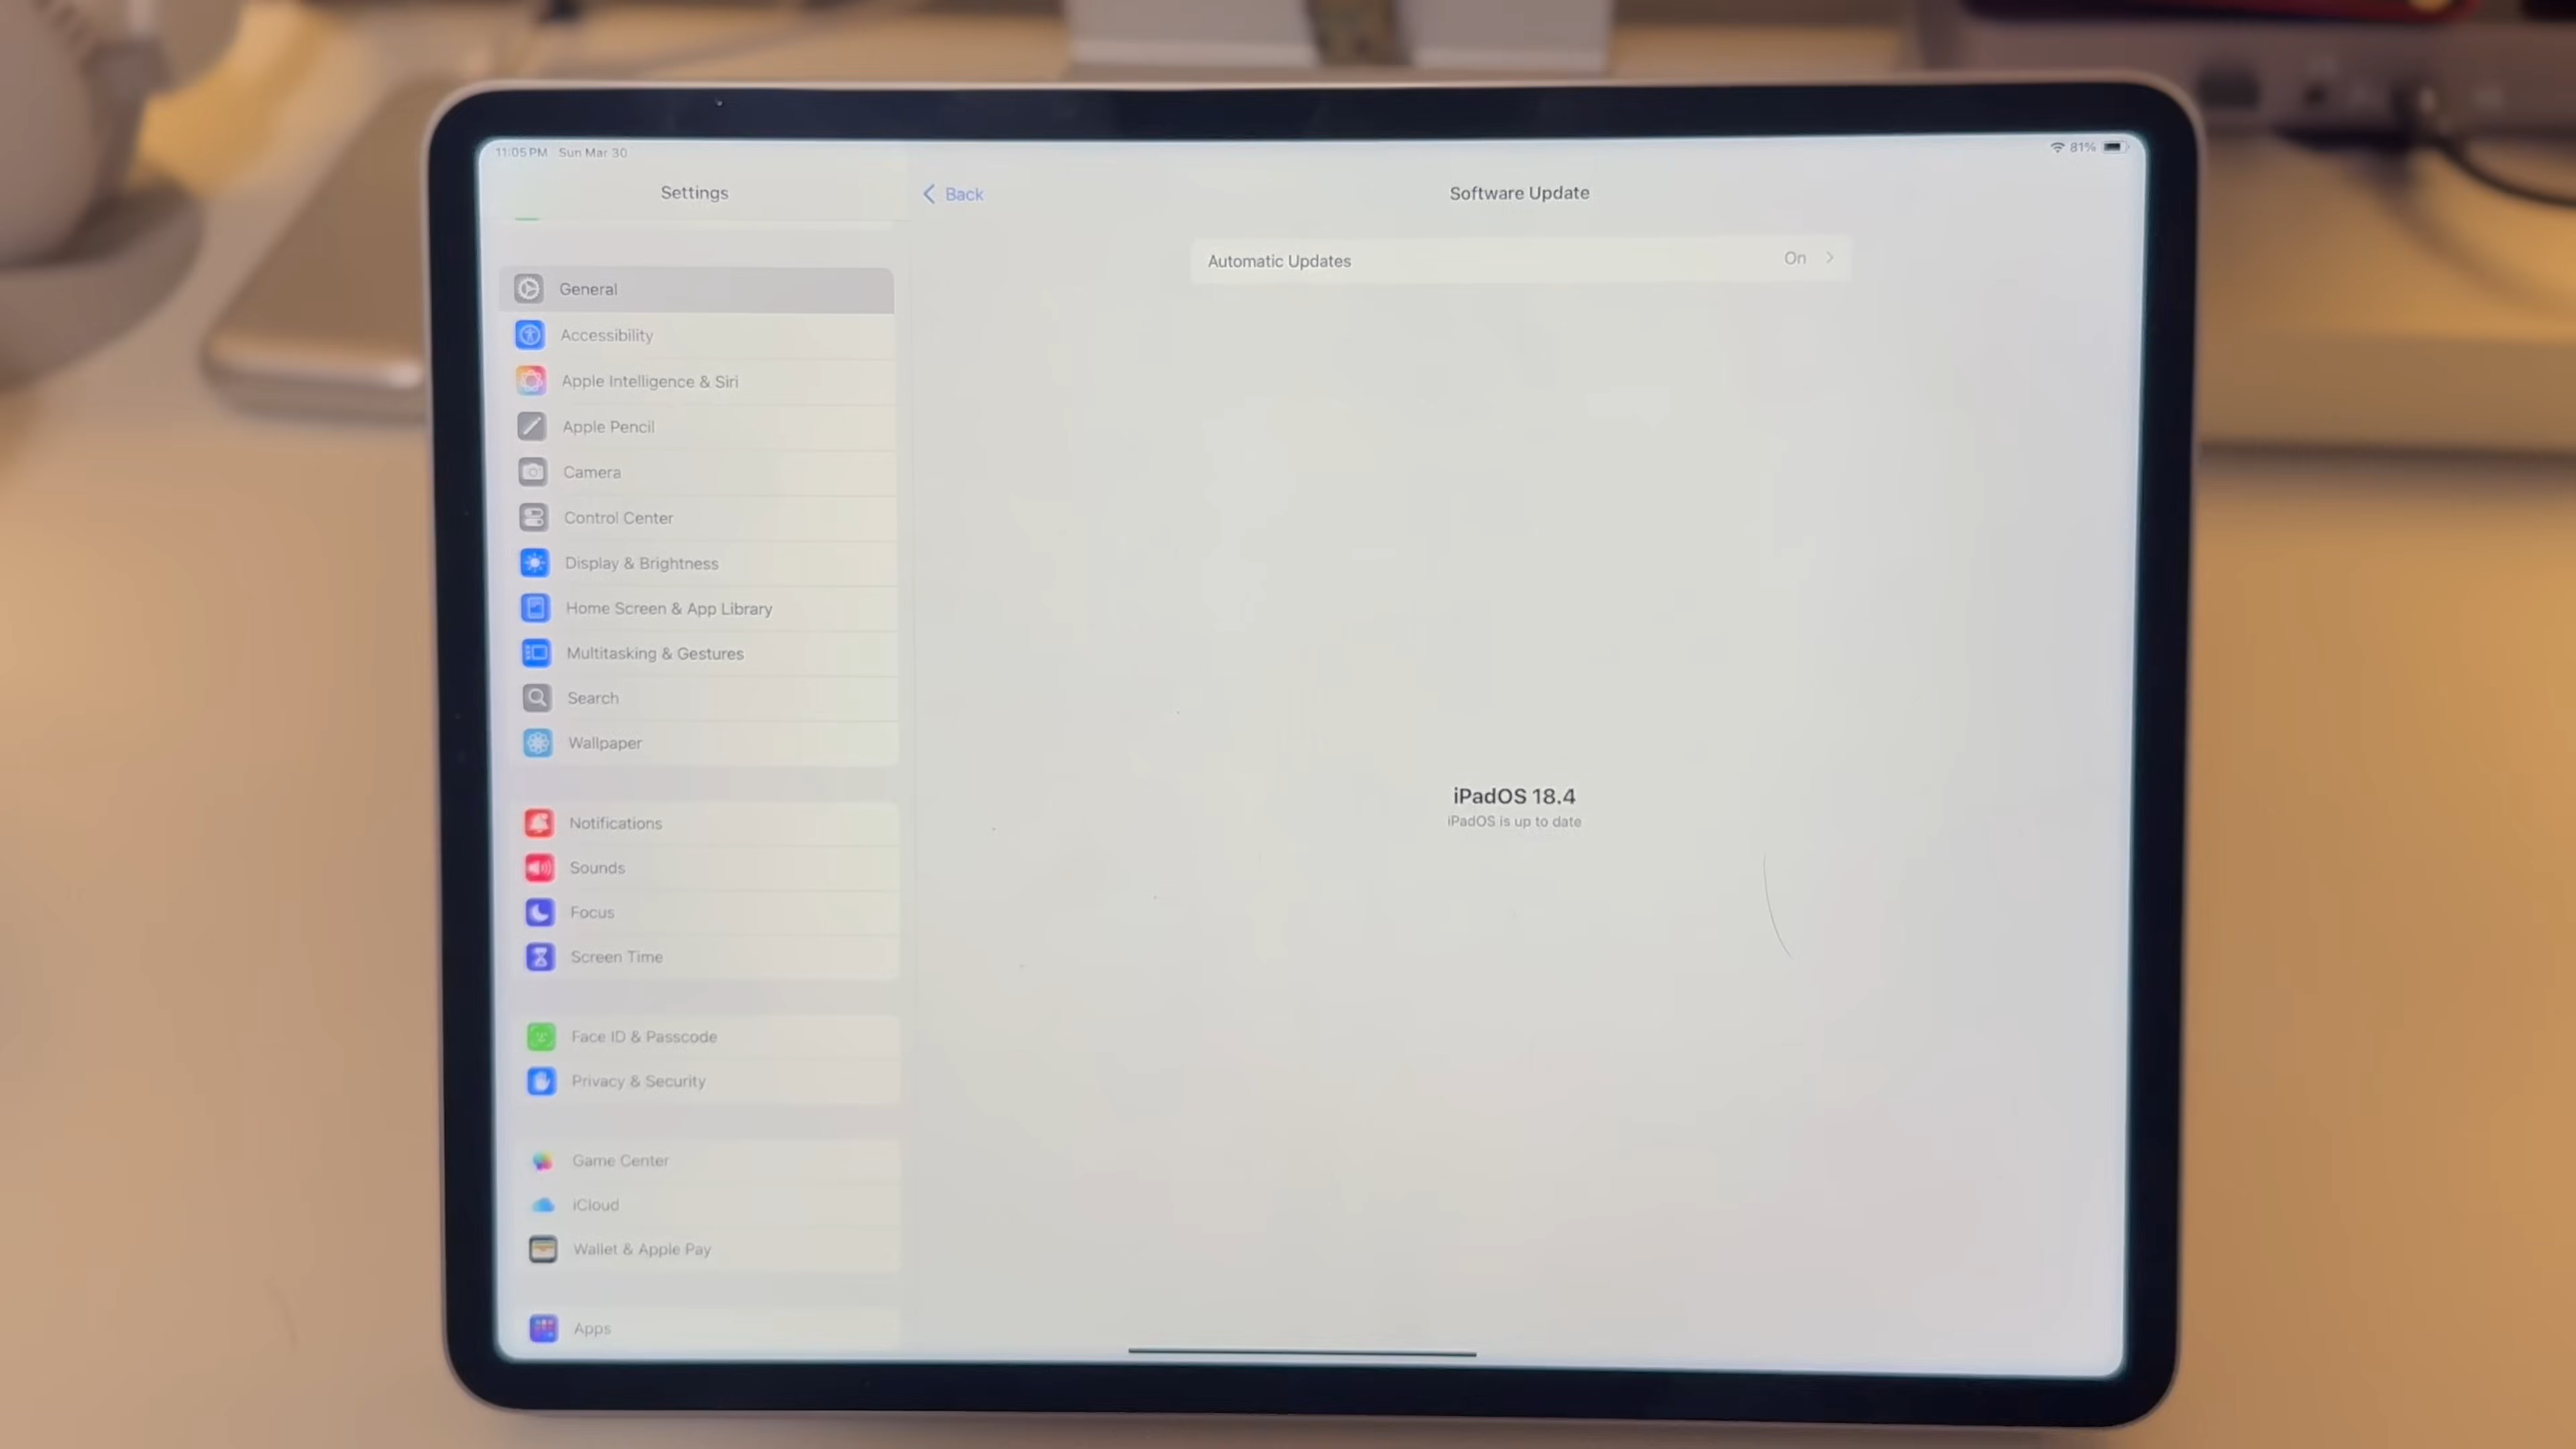 11:05 PM Sun Mar 30
81%
Settings
General
Accessibility
Apple Intelligence & Siri
Apple Pencil
Camera
Control Center
Display & Brightness
Home Screen & App Library
Multitasking & Gestures
Search
Wallpaper
Notifications
Sounds
Focus
Screen Time
Face ID & Passcode
Privacy & Security
Game Center
iCloud
Wallet & Apple Pay
Apps
Back
Software Update
Automatic Updates On
iPadOS 18.4
iPadOS is up to date